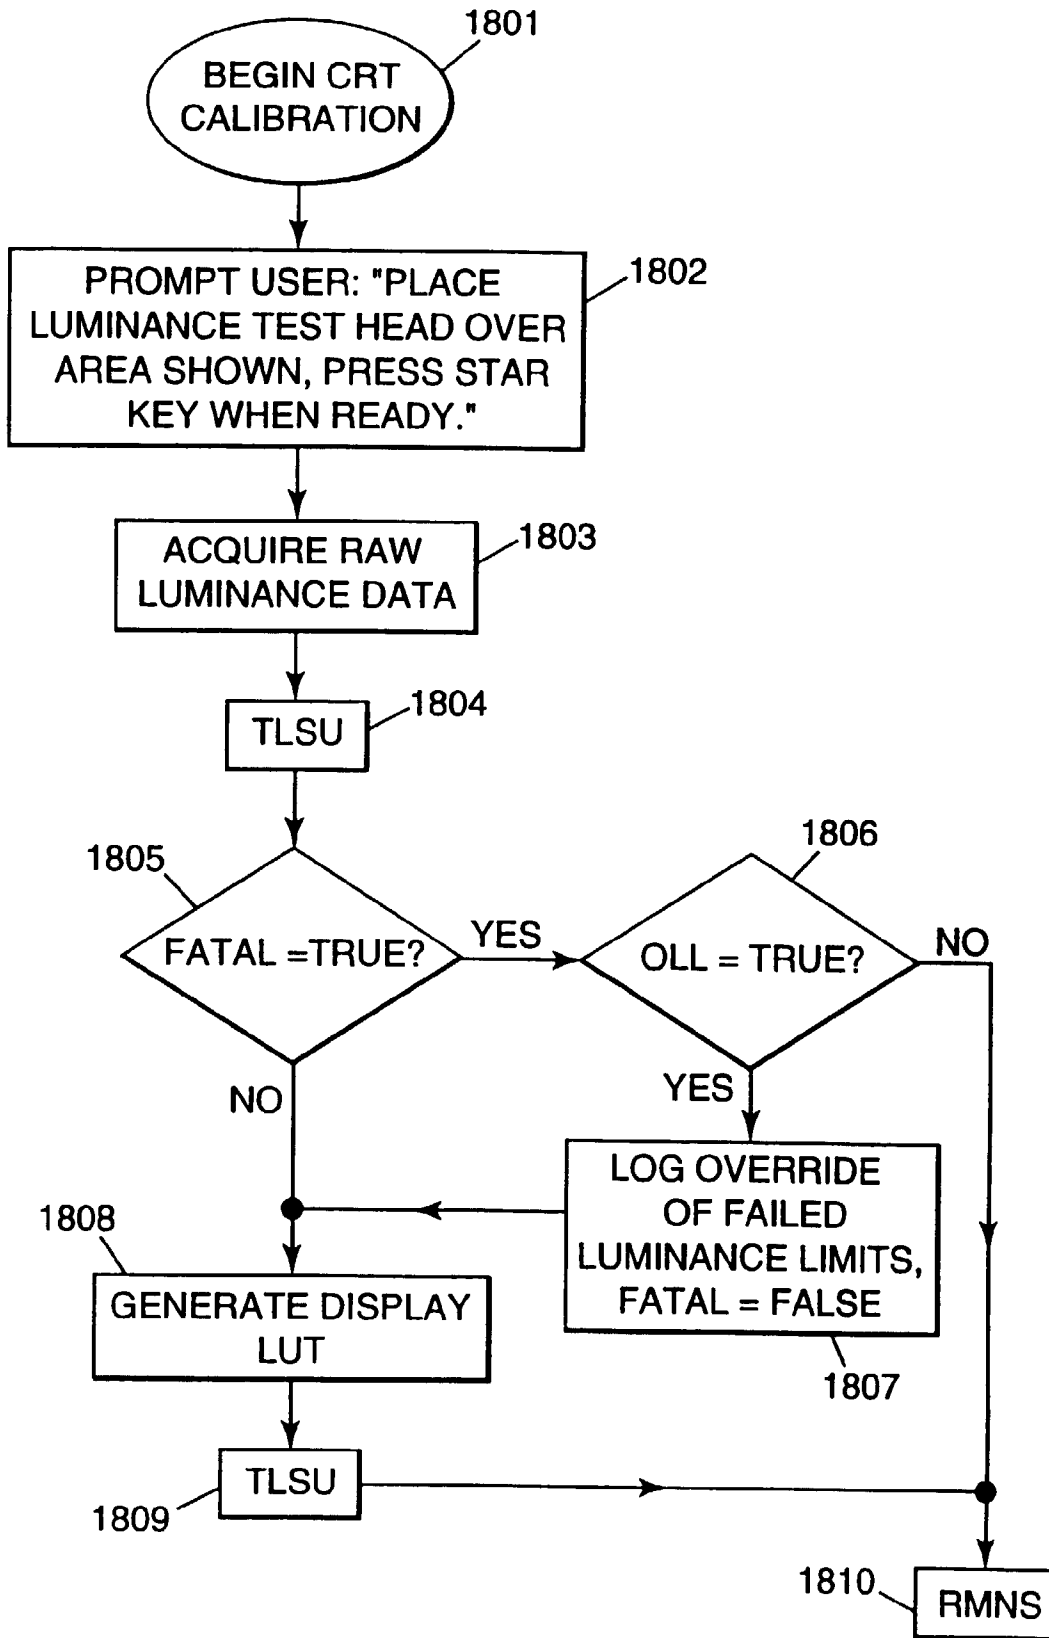 1801
BEGIN CRT
CALIBRATION
PROMPT USER: "PLACE
LUMINANCE TEST HEAD OVER
AREA SHOWN, PRESS STAR
KEY WHEN READY."
1802
ACQUIRE RAW
LUMINANCE DATA
1803
TLSU
1804
1805
FATAL =TRUE?
YES
1806
OLL = TRUE?
NO
NO
YES
LOG OVERRIDE
OF FAILED
LUMINANCE LIMITS,
FATAL = FALSE
1807
1808
GENERATE DISPLAY
LUT
TLSU
1809
1810
RMNS